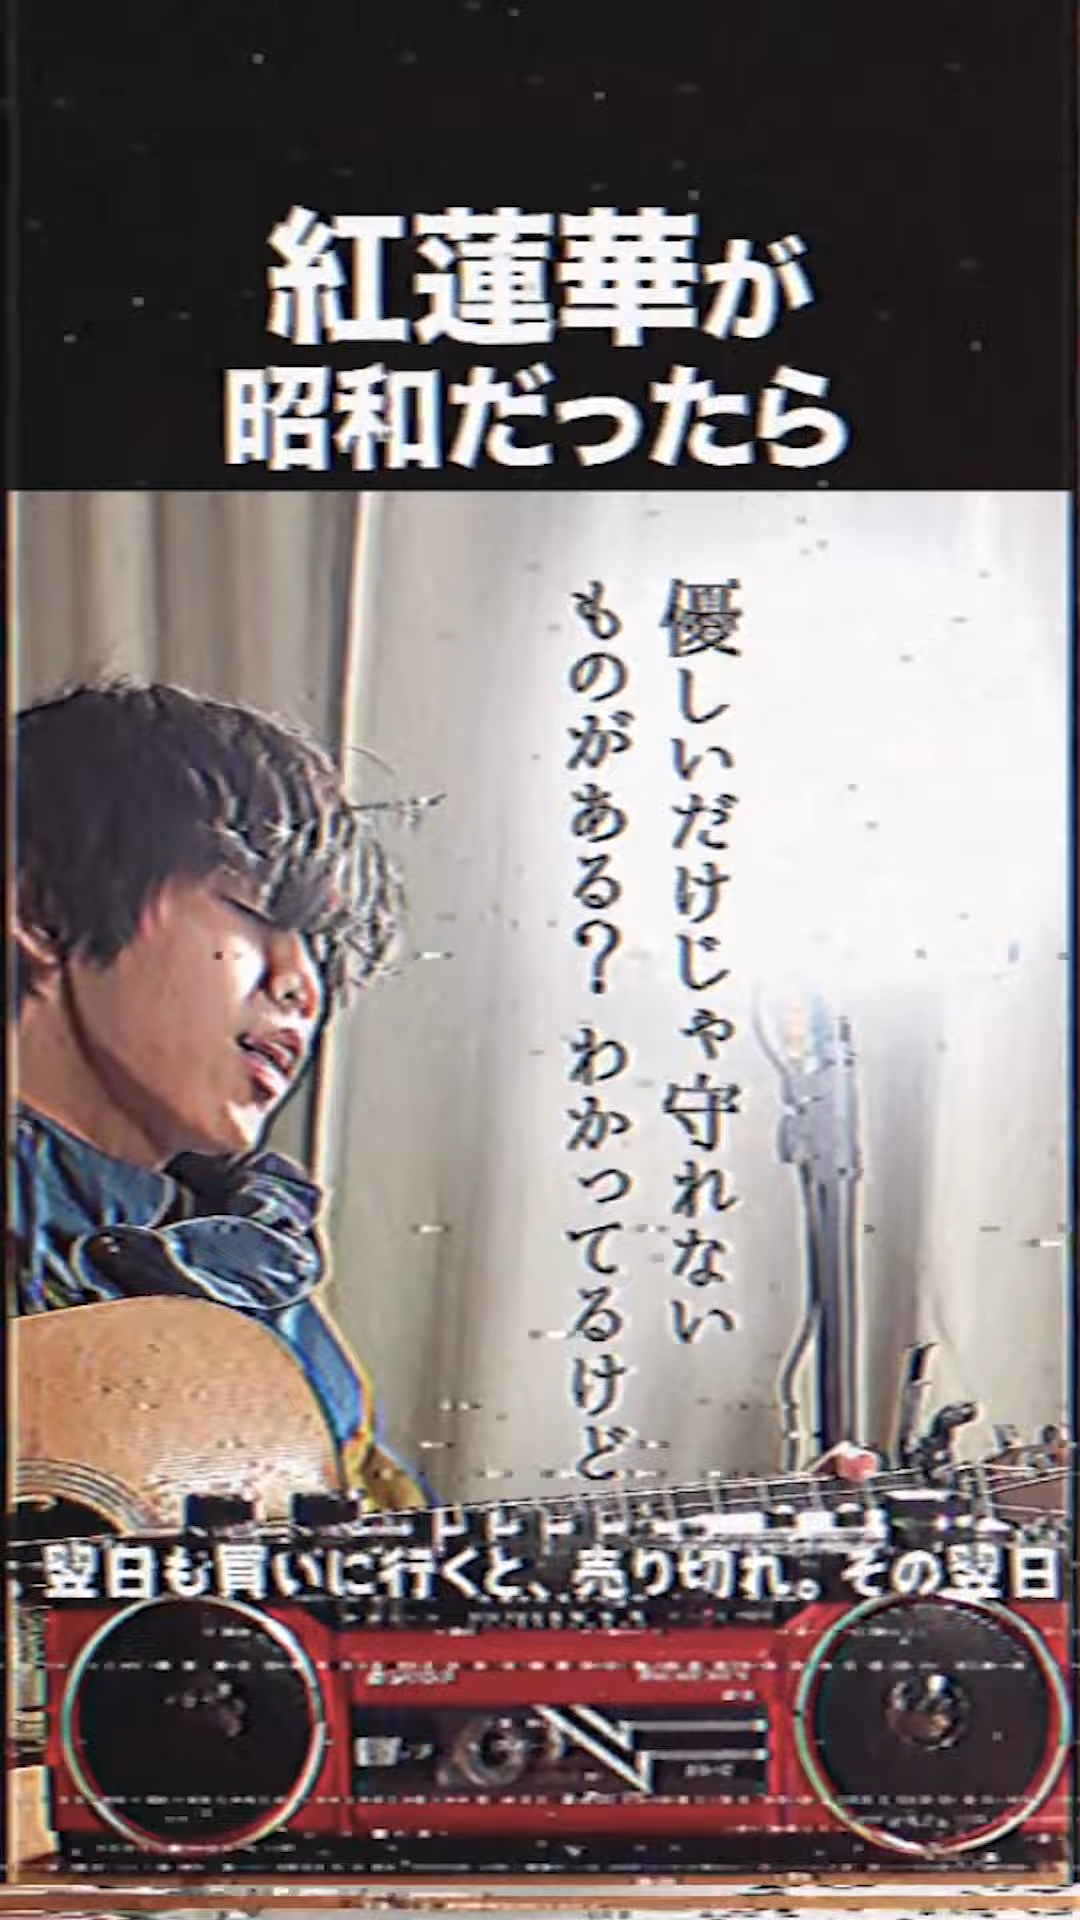 紅蓮華が
昭和だったら
優しいだけじゃ守れない
ものがある？ わかってるけど
、翌日も買いに行くと、売り切れ。その翌日